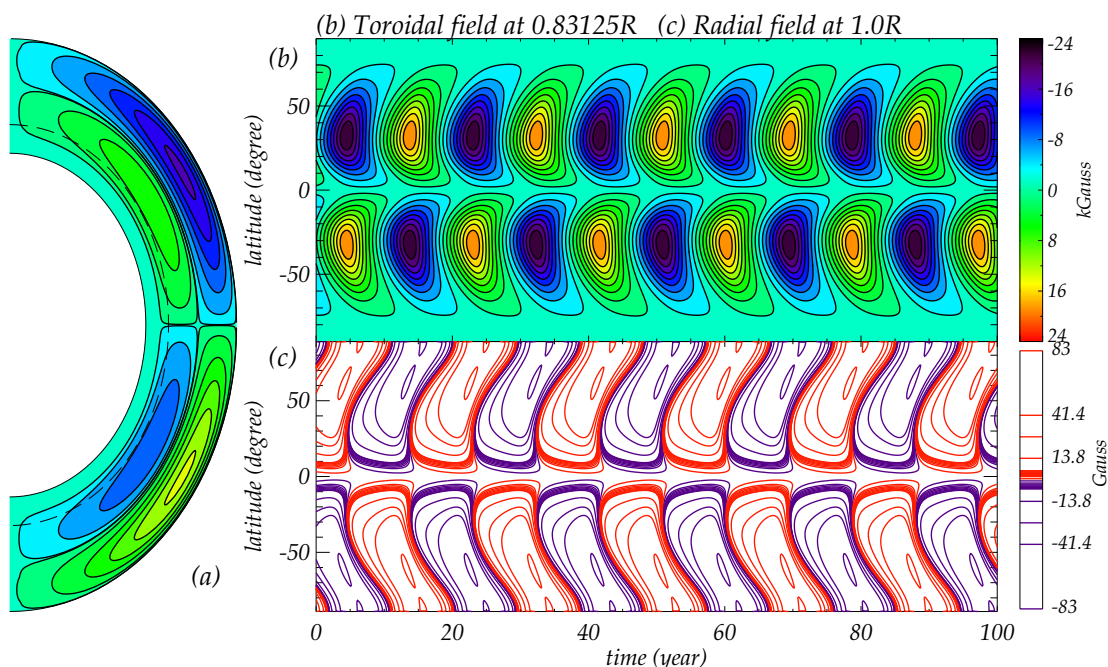 (b) Toroidal field at 0.83125R (c) Radial field at 1.0R
(b)
50
0
-50
latitude (degree)
-24
-16
-8
0
8
16
24
kGauss
(c)
50
0
-50
latitude (degree)
83
41.4
13.8
-13.8
-41.4
-83
Gauss
(a)
0 20 40 60 80 100
time (year)